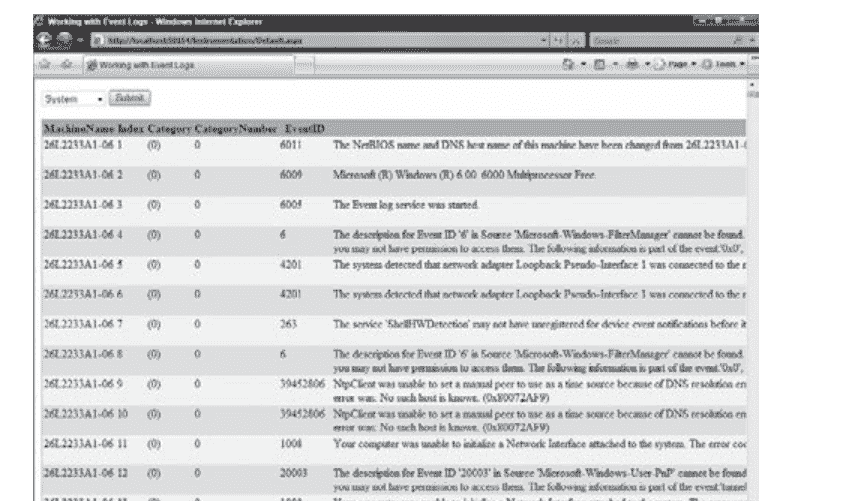 Working with Event Logs - Windows Internet Explorer
Working with Event Logs
Page
Tools
System
Submit
MachineName Index Category CategoryNumber EventID
26L2233A1-06 1 (0) 0 6011 The NetBIOS name and DNS host name of this machine have been changed from 26L2233A1-
26L2233A1-06 2 (0) 0 6009 Microsoft (R) Windows (R) 6.00. 6000 Multiprocessor Free.
26L2233A1-06 3 (0) 0 6005 The Event log service was started.
26L2233A1-06 4 (0) 0 6 The description for Event ID '6' in Source 'Microsoft-Windows-FilterManager' cannot be found.
you may not have permission to access them. The following information is part of the event:'0x0',
26L2233A1-06 5 (0) 0 4201 The system detected that network adapter Loopback Pseudo-Interface 1 was connected to the
26L2233A1-06 6 (0) 0 4201 The system detected that network adapter Loopback Pseudo-Interface 1 was connected to the
26L2233A1-06 7 (0) 0 263 The service 'ShellHWDetection' may not have unregistered for device event notifications before it
26L2233A1-06 8 (0) 0 6 The description for Event ID '6' in Source 'Microsoft-Windows-FilterManager' cannot be found.
you may not have permission to access them. The following information is part of the event:'0x0',
26L2233A1-06 9 (0) 0 39452806 NtpClient was unable to set a manual peer to use as a time source because of DNS resolution
error was: No such host is known. (0x80072AF9)
26L2233A1-06 10 (0) 0 39452806 NtpClient was unable to set a manual peer to use as a time source because of DNS resolution
error was: No such host is known. (0x80072AF9)
26L2233A1-06 11 (0) 0 1008 Your computer was unable to initialize a Network Interface attached to the system. The error
26L2233A1-06 12 (0) 0 20003 The description for Event ID '20003' in Source 'Microsoft-Windows-User-PnP' cannot be found
you may not have permission to access them. The following information is part of the event:'tunnel